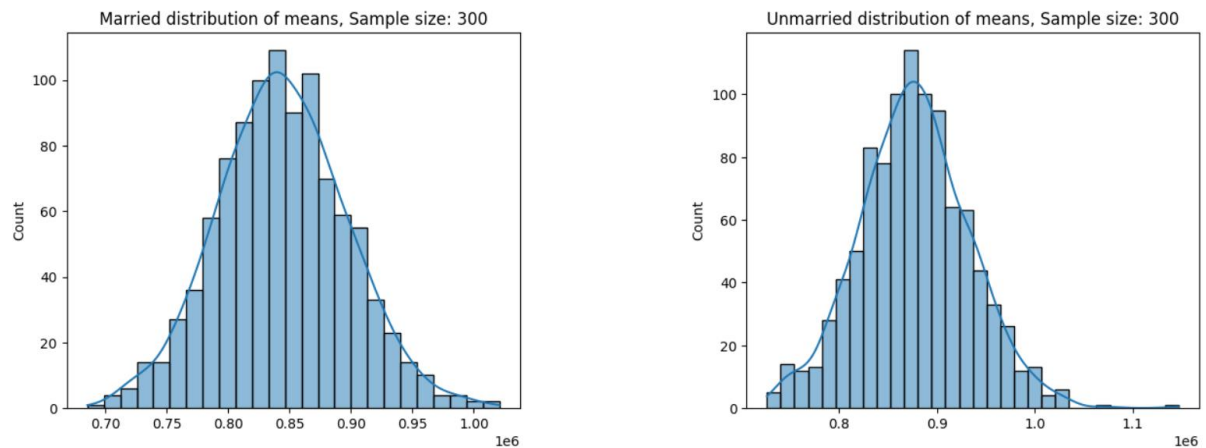 Married distribution of means, Sample size: 300
Count
100
80
60
40
20
0
0.70 0.75 0.80 0.85 0.90 0.95 1.00
1e6
Unmarried distribution of means, Sample size: 300
Count
100
80
60
40
20
0
0.8 0.9 1.0 1.1
1e6